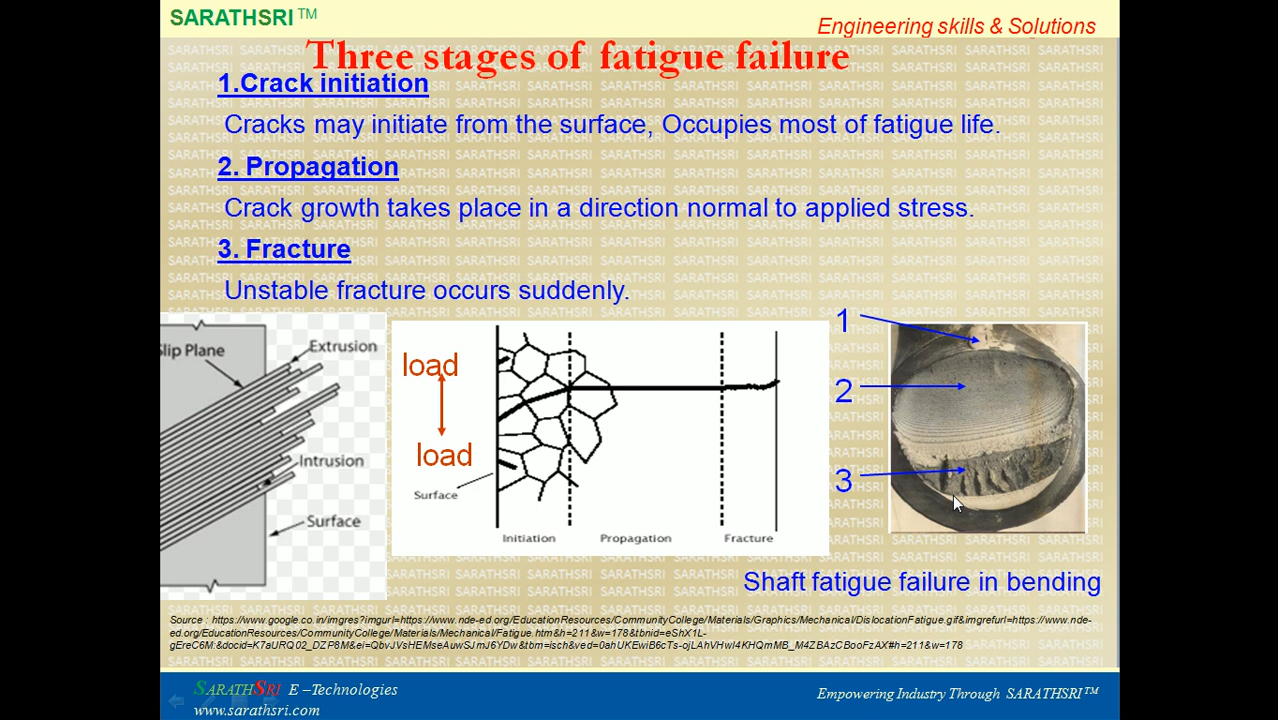 SARATHSRI™
Engineering skills & Solutions
Three stages of fatigue failure
1.Crack initiation
Cracks may initiate from the surface, Occupies most of fatigue life.
2. Propagation
Crack growth takes place in a direction normal to applied stress.
3. Fracture
Unstable fracture occurs suddenly.
Slip Plane
Extrusion
Intrusion
Surface
load
load
Surface
Initiation Propagation Fracture
1
2
3
Shaft fatigue failure in bending
Source : https://www.google.co.in/imgres?imgurl=https://www.nde-ed.org/EducationResources/CommunityCollege/Materials/Graphics/Mechanical/DislocationFatigue.gif&imgrefurl=https://www.nde-
ed.org/EducationResources/CommunityCollege/Materials/Mechanical/Fatigue.htm&h=211&w=178&tbnid=eShX1L-
gEreC6M:&docid=K7aURQ02_DZP8M&ei=QbvJVsHEMseAuwSJmJ6YDw&tbm=isch&ved=0ahUKEwiB6cTs-ojLAhVHwI4KHQmMB_M4ZBAzCBooFzAX#h=211&w=178
SARATHSRI E –Technologies
www.sarathsri.com
Empowering Industry Through SARATHSRI™